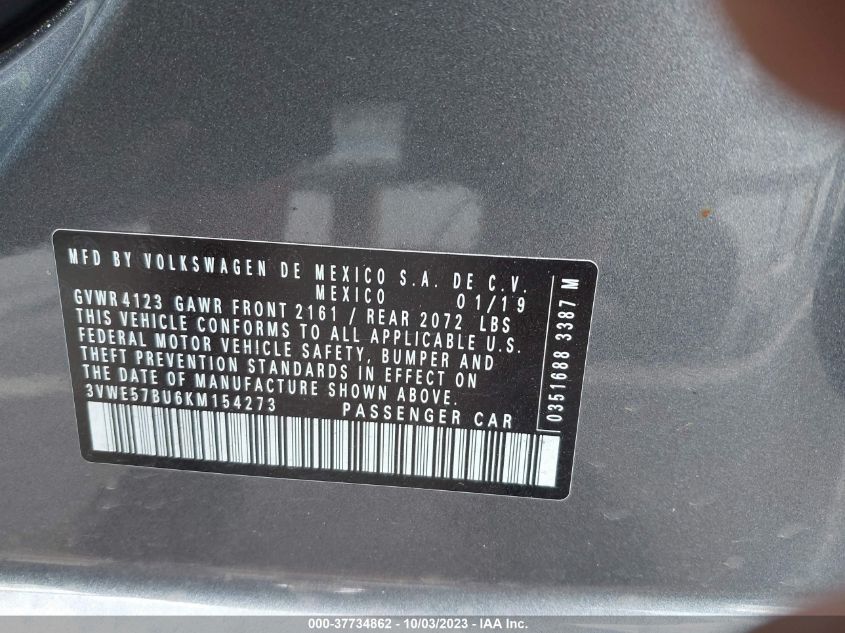 MFD BY VOLKSWAGEN DE MEXICO S.A. DE C.V.
MEXICO 01/19
GVWR 4123 GAWR FRONT 2161 / REAR 2072 LBS
THIS VEHICLE CONFORMS TO ALL APPLICABLE U.S.
FEDERAL MOTOR VEHICLE SAFETY, BUMPER AND
THEFT PREVENTION STANDARDS IN EFFECT ON
THE DATE OF MANUFACTURE SHOWN ABOVE.
3VWE57BU6KM154273 PASSENGER CAR
0351688 3387 M
000-37734862 - 10/03/2023 - © IAA, Inc.